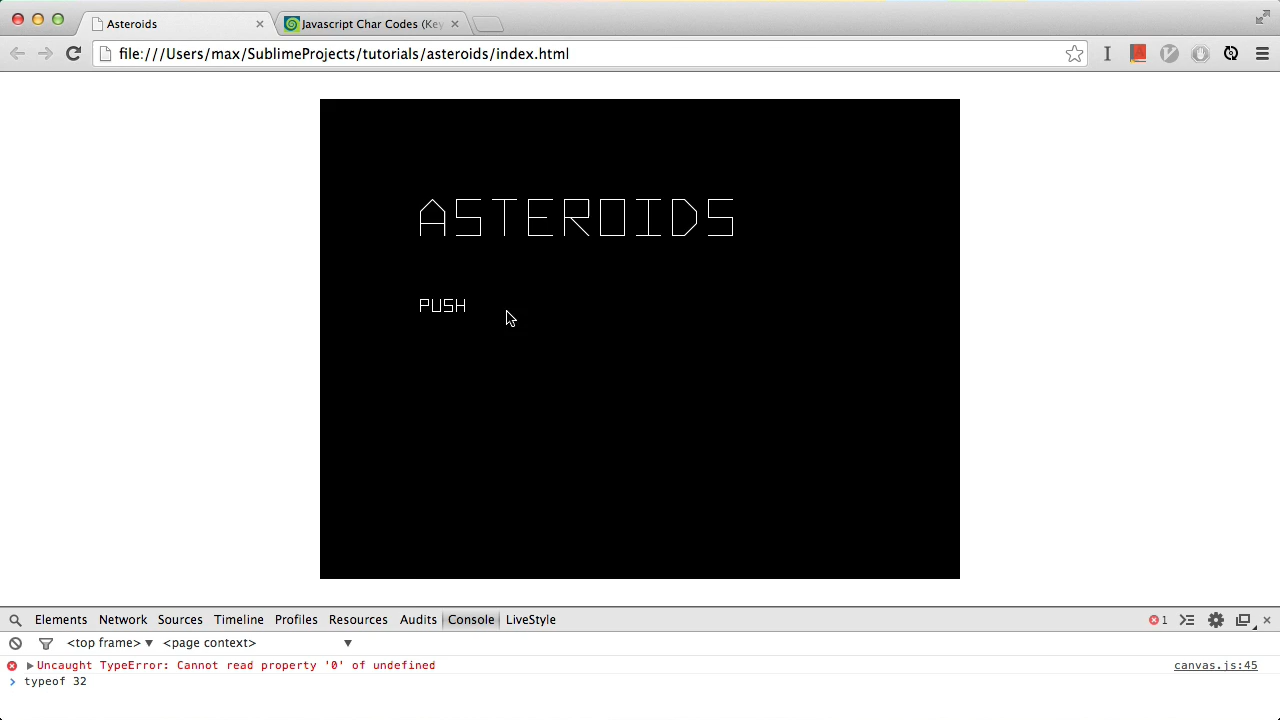 Asteroids
Javascript Char Codes (Key
file:///Users/max/SublimeProjects/tutorials/asteroids/index.html
ASTEROIDS
PUSH
Elements Network Sources Timeline Profiles Resources Audits Console LiveStyle 1
<top frame> <page context>
Uncaught TypeError: Cannot read property '0' of undefined canvas.js:45
> typeof 32